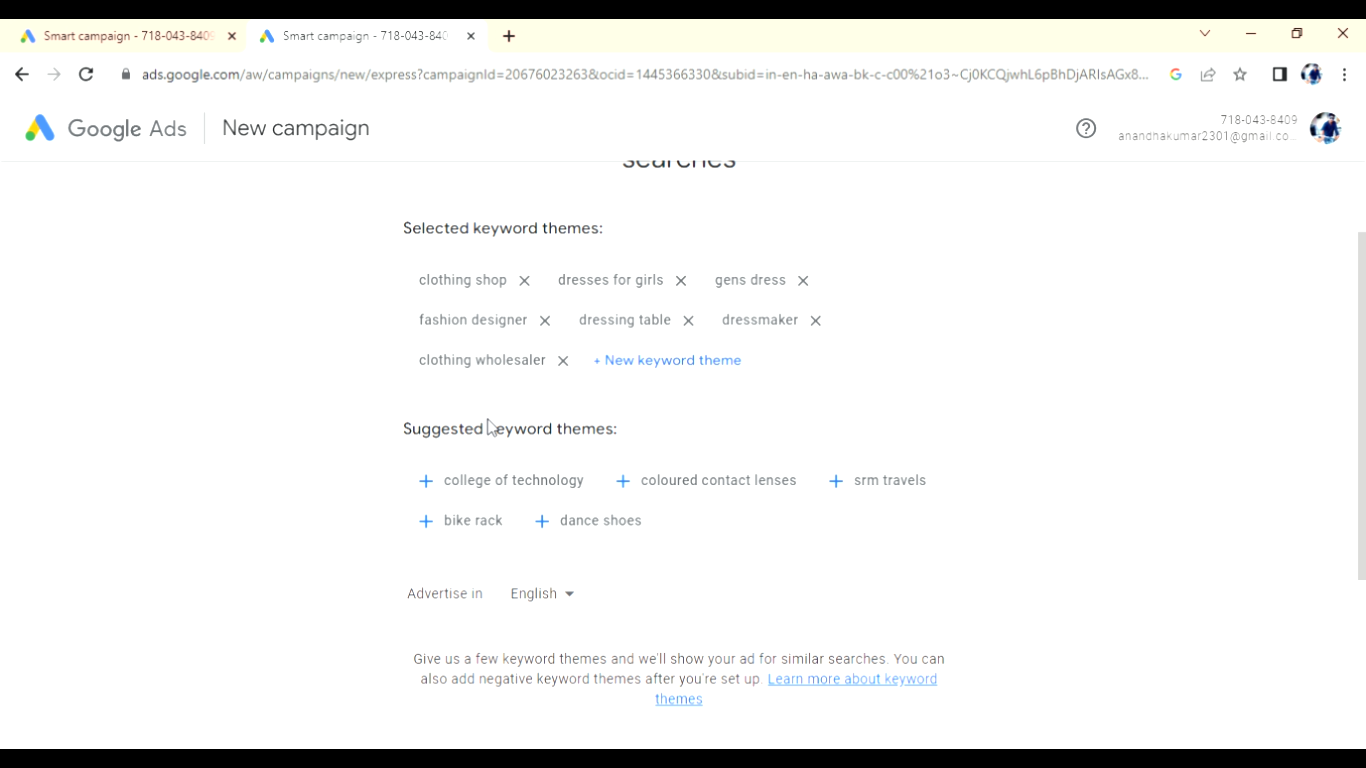 Smart campaign - 718-043-8409
Smart campaign - 718-043-840
ads.google.com/aw/campaigns/new/express?campaignId=20676023263&ocid=1445366330&subid=in-en-ha-awa-bk-c-c00%21o3~Cj0KCQjwhL6pBhDjARIsAGx8...
Google Ads New campaign
718-043-8409
anandhakumar2301@gmail.co...
searches
Selected keyword themes:
clothing shop dresses for girls gens dress
fashion designer dressing table dressmaker
clothing wholesaler + New keyword theme
Suggested keyword themes:
+ college of technology + coloured contact lenses + srm travels
+ bike rack + dance shoes
Advertise in English
Give us a few keyword themes and we'll show your ad for similar searches. You can
also add negative keyword themes after you're set up. Learn more about keyword
themes